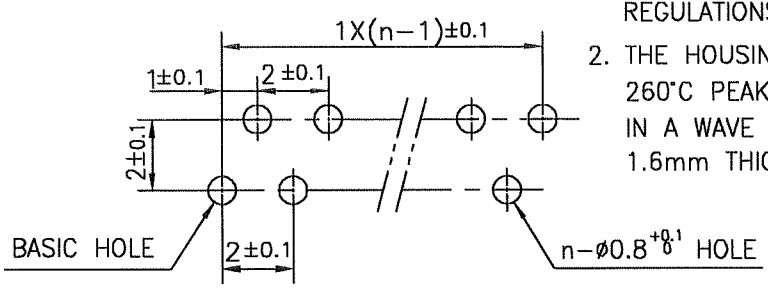 1X(n-1)±0.1
1±0.1
2±0.1
2±0.1
BASIC HOLE
2±0.1
n-ø0.8 +0.1 0 HOLE
REGULATIONS
2. THE HOUSIN
260°C PEAK
IN A WAVE
1.6mm THIC